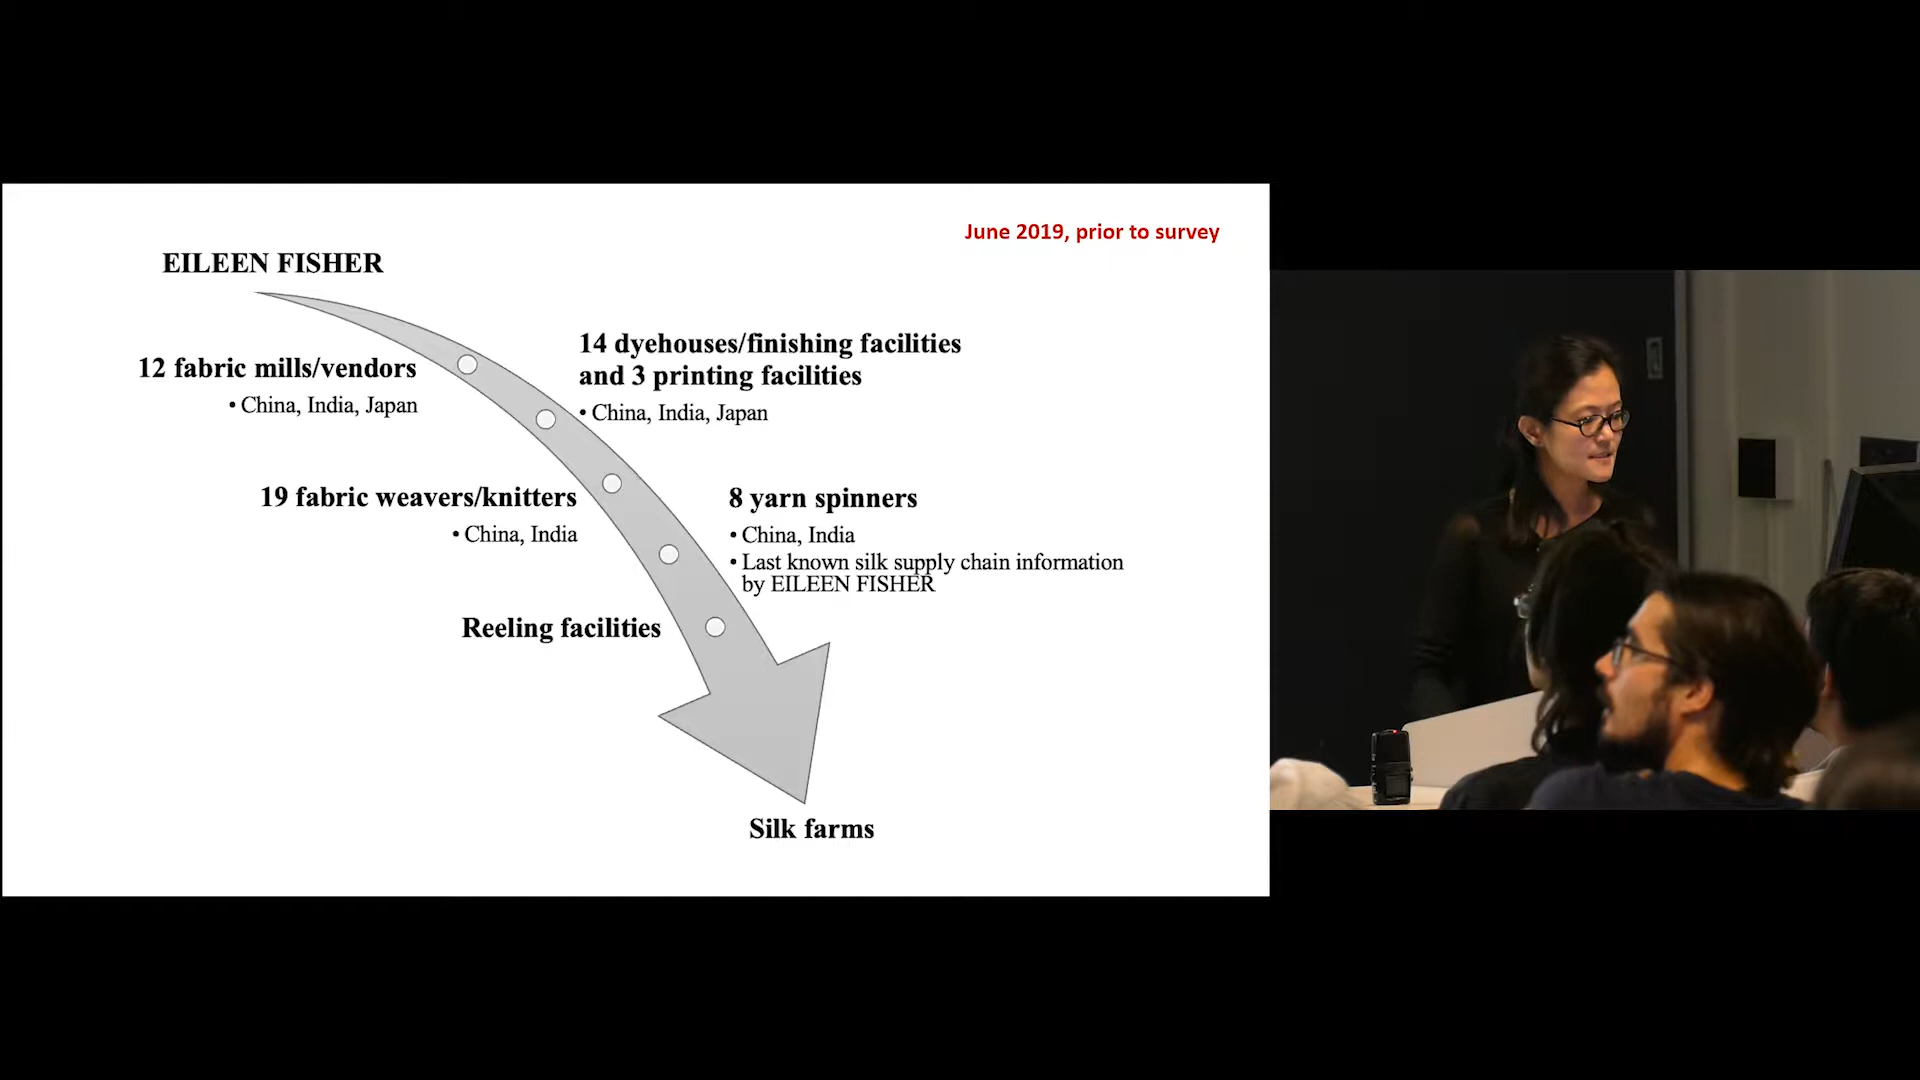 June 2019, prior to survey
EILEEN FISHER
12 fabric mills/vendors
• China, India, Japan
14 dyehouses/finishing facilities
and 3 printing facilities
• China, India, Japan
19 fabric weavers/knitters
• China, India
8 yarn spinners
• China, India
• Last known silk supply chain information
by EILEEN FISHER
Reeling facilities
Silk farms